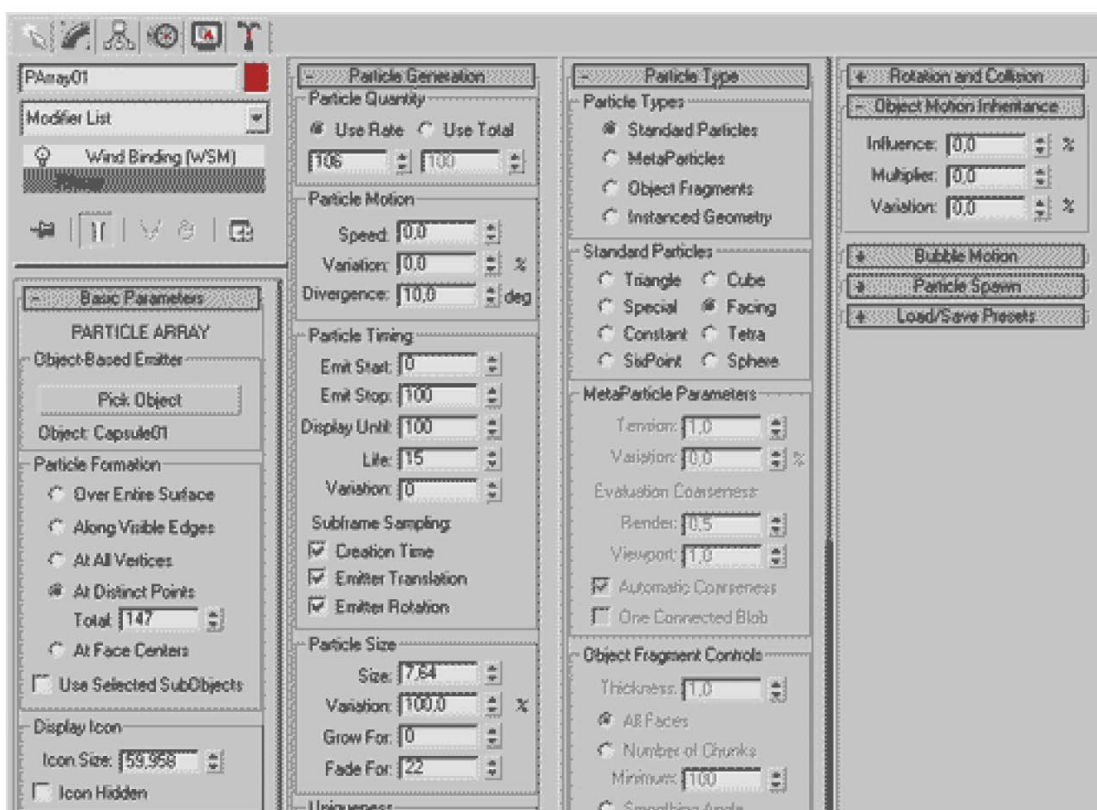 PArray01
Modifier List
Wind Binding (WSM)
Basic Parameters
PARTICLE ARRAY
Object-Based Emitter
Pick Object
Object: Capsule01
Particle Formation
Over Entire Surface
Along Visible Edges
At All Vertices
At Distinct Points
Total: 147
At Face Centers
Use Selected SubObjects
Display Icon
Icon Size: 59,958
Icon Hidden
Particle Generation
Particle Quantity
Use Rate Use Total
106 100
Particle Motion
Speed: 0,0
Variation: 0,0 %
Divergence: 10,0 deg
Particle Timing
Emit Start: 0
Emit Stop: 100
Display Until: 100
Life: 15
Variation: 0
Subframe Sampling:
Creation Time
Emitter Translation
Emitter Rotation
Particle Size
Size: 7,64
Variation: 100,0 %
Grow For: 0
Fade For: 22
Uniqueness
Particle Type
Particle Types
Standard Particles
MetaParticles
Object Fragments
Instanced Geometry
Standard Particles
Triangle Cube
Special Facing
Constant Tetra
SixPoint Sphere
MetaParticle Parameters
Tension: 1,0
Variation: 0,0 %
Evaluation Coarseness:
Render: 0,5
Viewport: 1,0
Automatic Coarseness
One Connected Blob
Object Fragment Controls
Thickness: 1,0
All Faces
Number of Chunks
Minimum: 100
Smoothing Angle
Rotation and Collision
Object Motion Inheritance
Influence: 0,0 %
Multiplier: 0,0
Variation: 0,0 %
Bubble Motion
Particle Spawn
Load/Save Presets